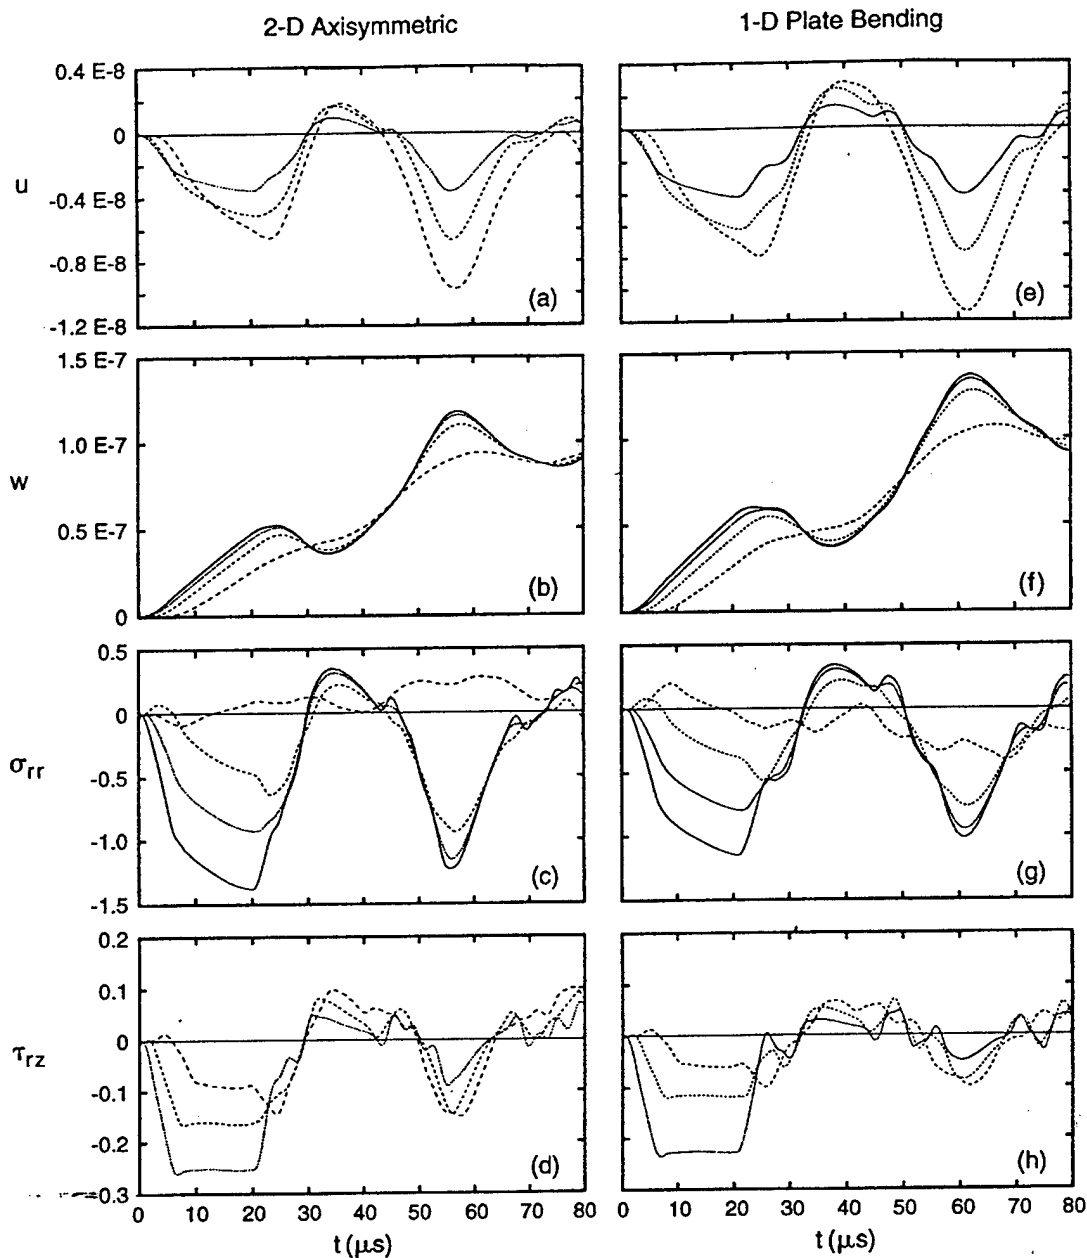 2-D Axisymmetric
1-D Plate Bending
0.4 E-8
0
-0.4 E-8
-0.8 E-8
-1.2 E-8
u
(a)
(e)
1.5 E-7
1.0 E-7
0.5 E-7
0
w
(b)
(f)
0.5
0
-0.5
-1.0
-1.5
σrr
(c)
(g)
0.2
0.1
0
-0.1
-0.2
-0.3
τrz
(d)
(h)
0 10 20 30 40 50 60 70 80
0 10 20 30 40 50 60 70 80
t (μs)
t (μs)